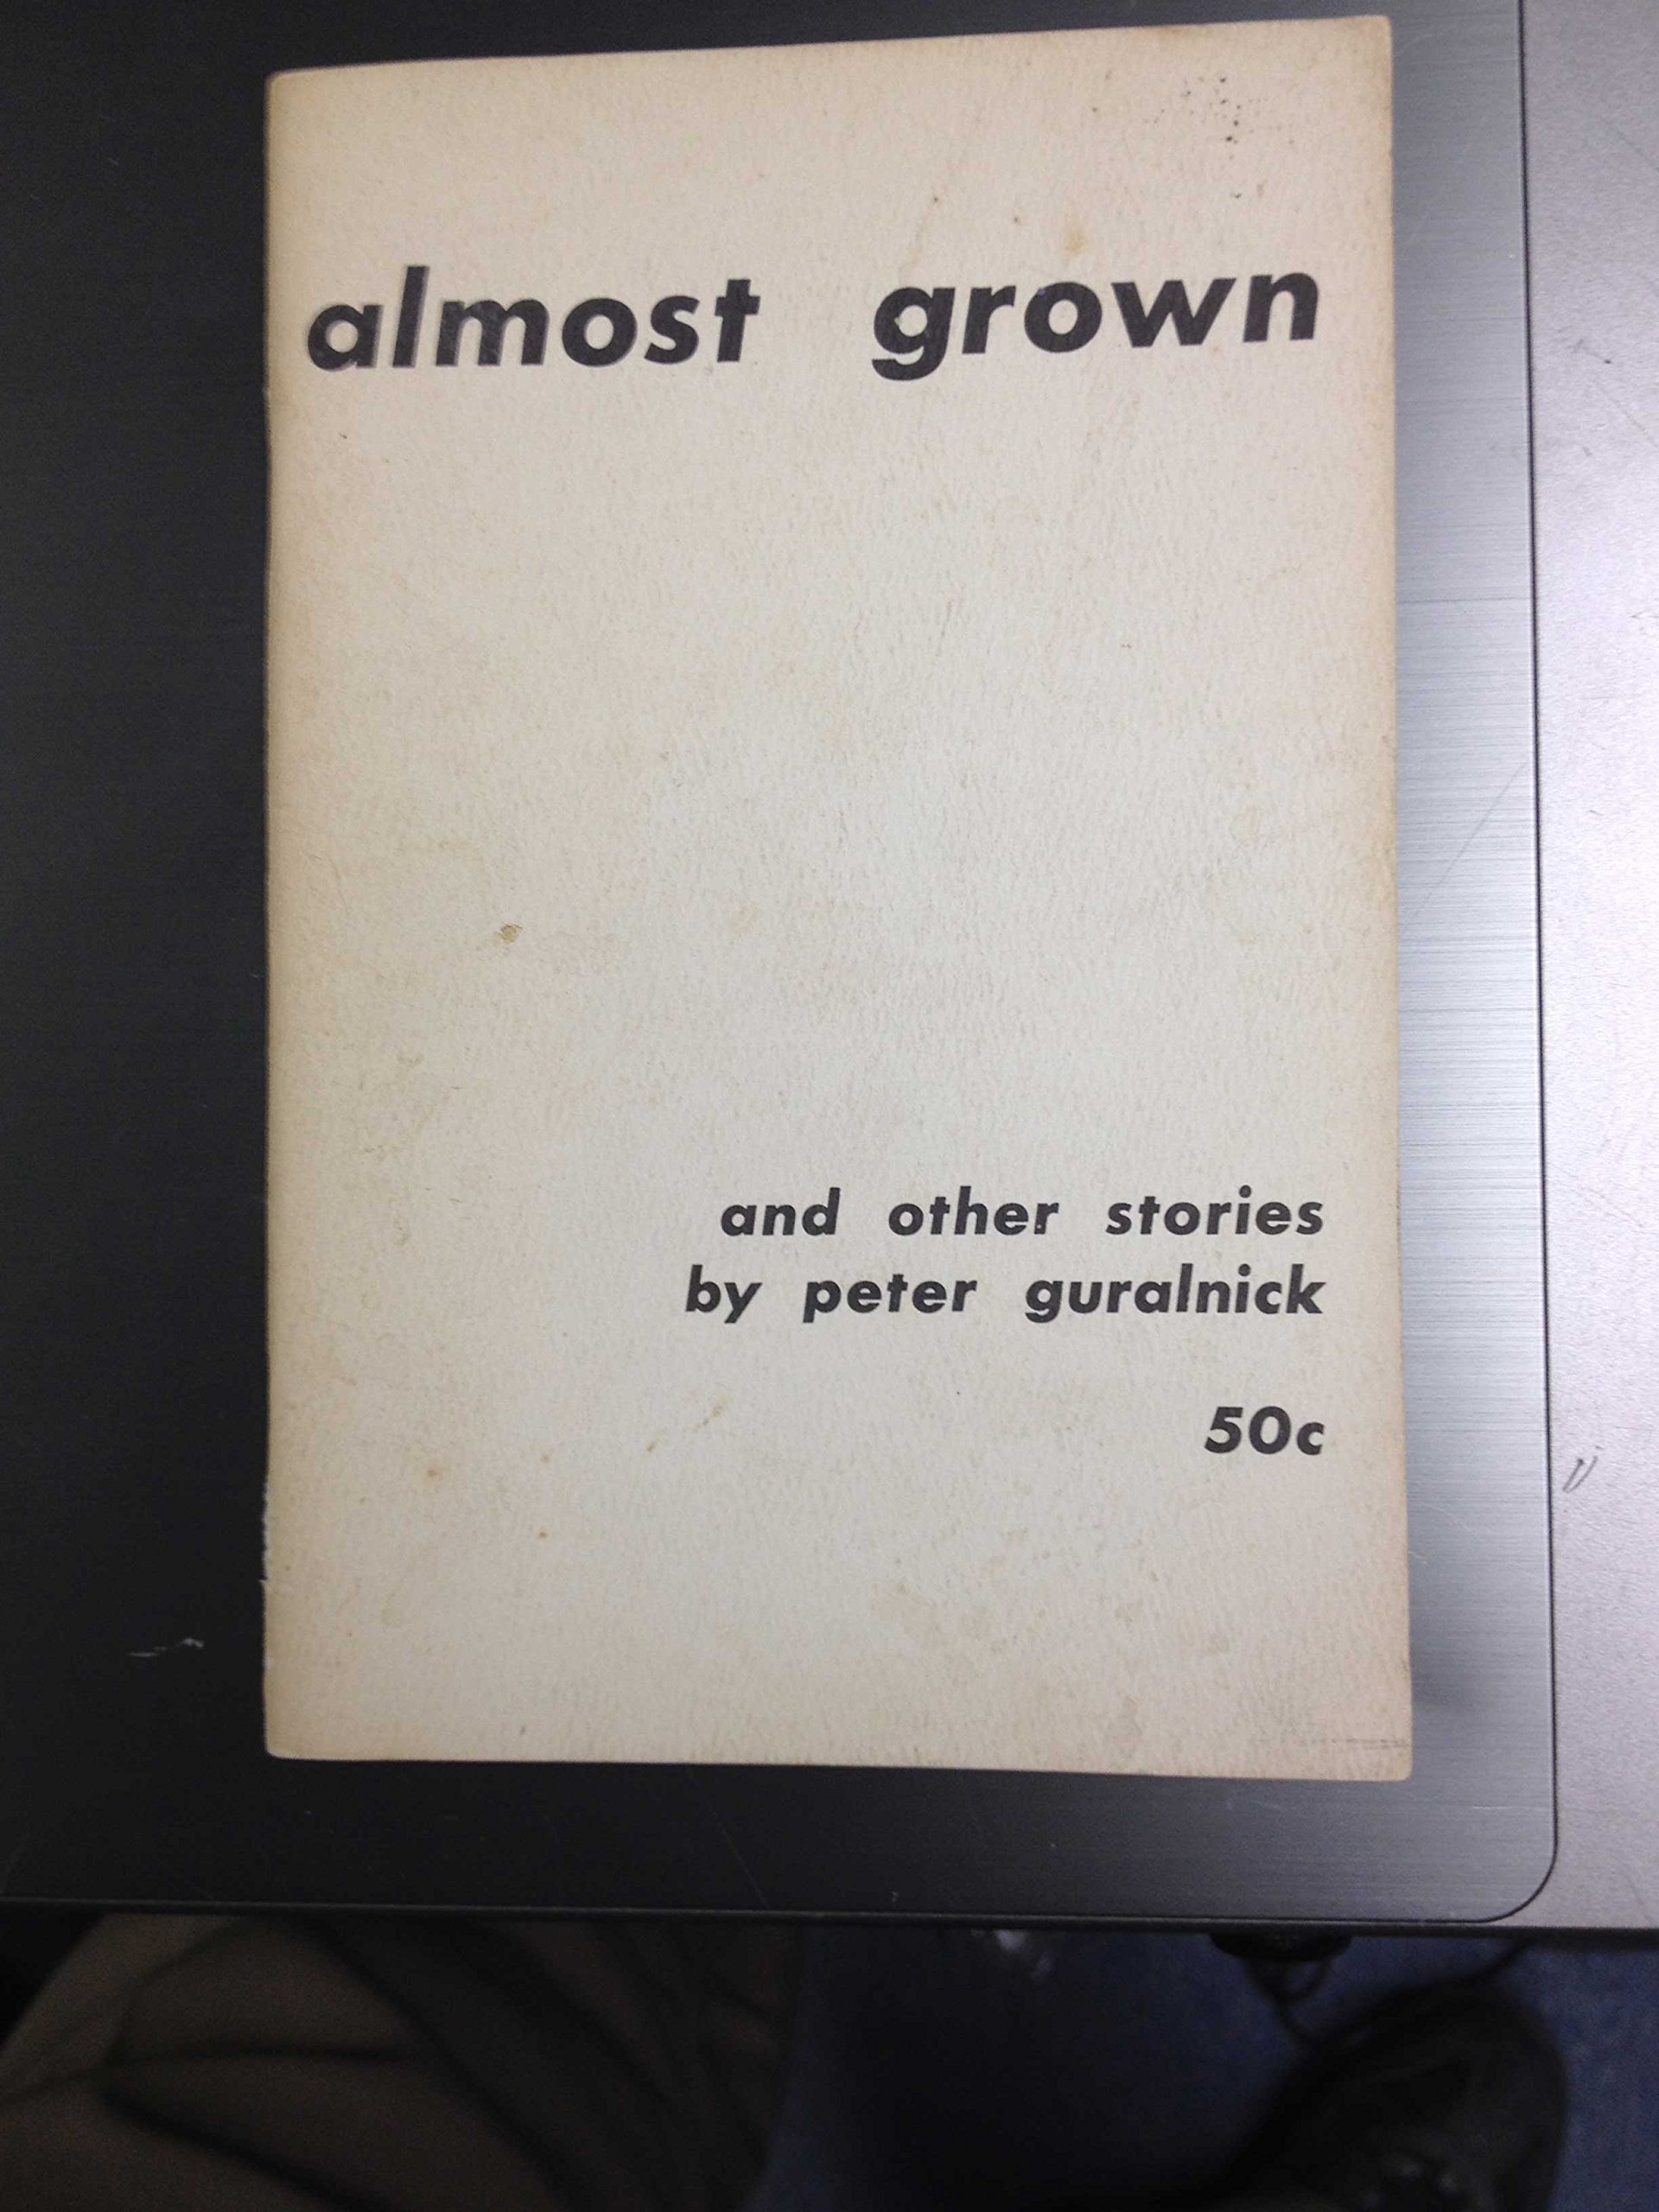 almost grown
and other stories
by peter guralnick
50c